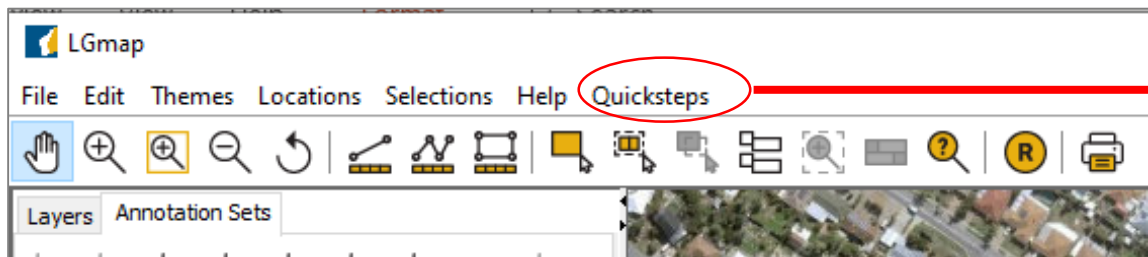 LGmap
File Edit Themes Locations Selections Help Quicksteps
R
Layers Annotation Sets